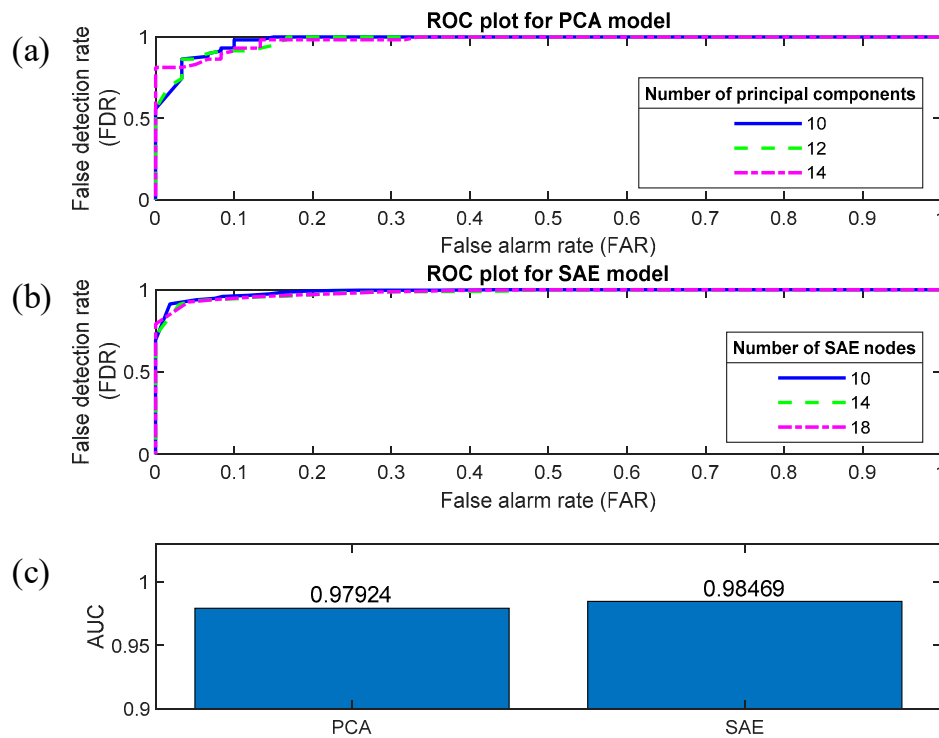 (a)
ROC plot for PCA model
False detection rate
(FDR)
1
0.5
0
Number of principal components
10
12
14
0 0.1 0.2 0.3 0.4 0.5 0.6 0.7 0.8 0.9 1
False alarm rate (FAR)
(b)
ROC plot for SAE model
False detection rate
(FDR)
1
0.5
0
Number of SAE nodes
10
14
18
0 0.1 0.2 0.3 0.4 0.5 0.6 0.7 0.8 0.9 1
False alarm rate (FAR)
(c)
AUC
1
0.95
0.9
0.97924
0.98469
PCA SAE